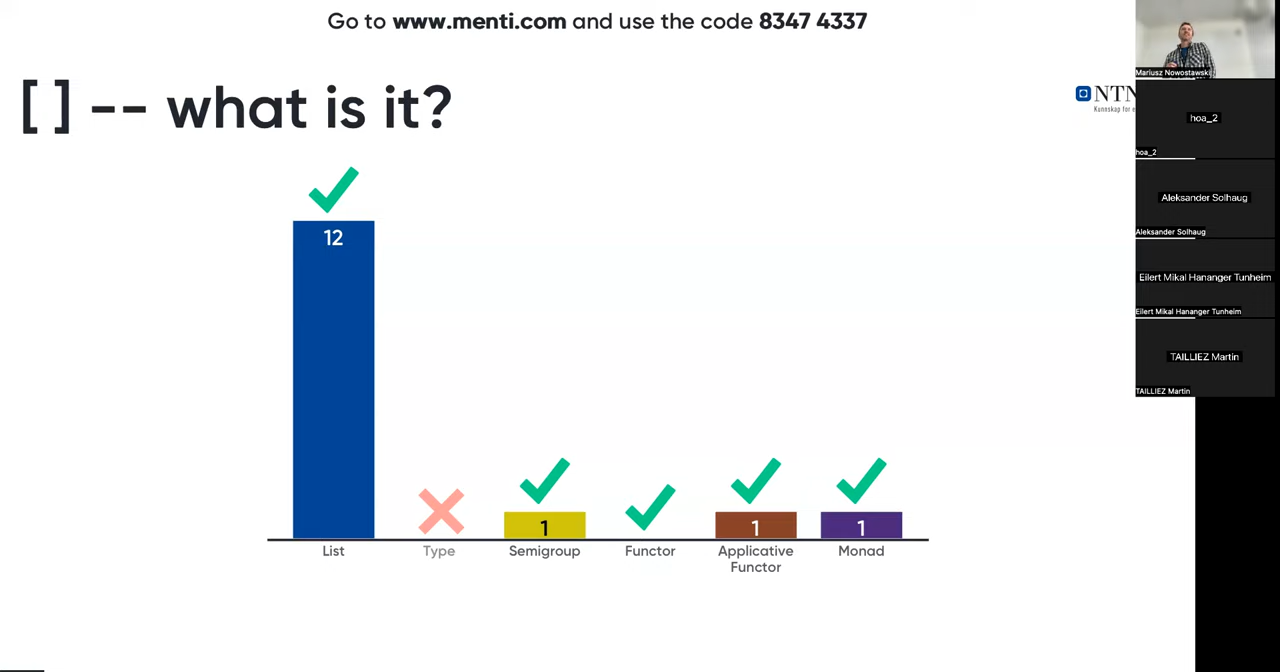 Go to www.menti.com and use the code 8347 4337
[ ] -- what is it?
NTN
Kunnskap for e
12
1
1
1
List
Type
Semigroup
Functor
Applicative
Functor
Monad
Mariusz Nowostawski
hoa_2
hoa_2
Aleksander Solhaug
Aleksander Solhaug
Eilert Mikal Hananger Tunheim
Eilert Mikal Hananger Tunheim
TAILLIEZ Martin
TAILLIEZ Martin